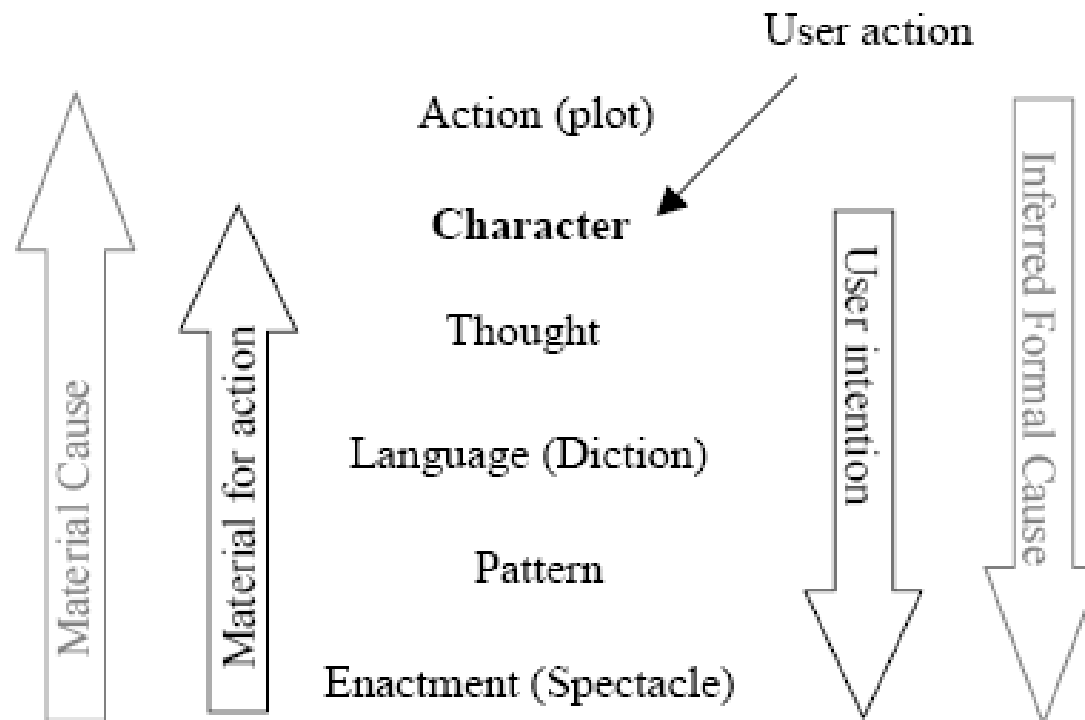 User action
Action (plot)
Character
Thought
Language (Diction)
Pattern
Enactment (Spectacle)
Material Cause
Material for action
User intention
Inferred Formal Cause